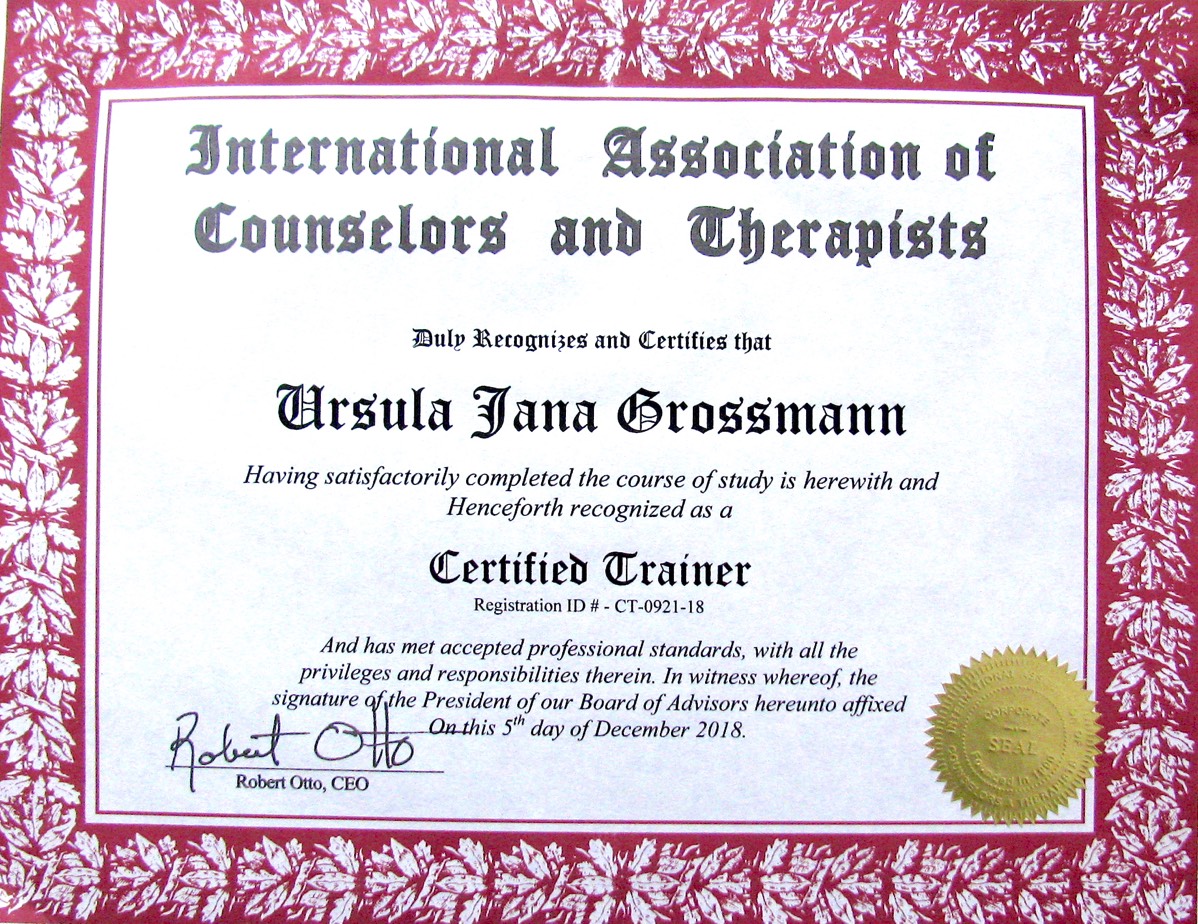 International Association of
Counselors and Therapists
Duly Recognizes and Certifies that
Ursula Jana Grossmann
Having satisfactorily completed the course of study is herewith and
Henceforth recognized as a
Certified Trainer
Registration ID # - CT-0921-18
And has met accepted professional standards, with all the
privileges and responsibilities therein. In witness whereof, the
signature of the President of our Board of Advisors hereunto affixed
On this 5th day of December 2018.
Robert Otto
Robert Otto, CEO
CORPORATE
SEAL